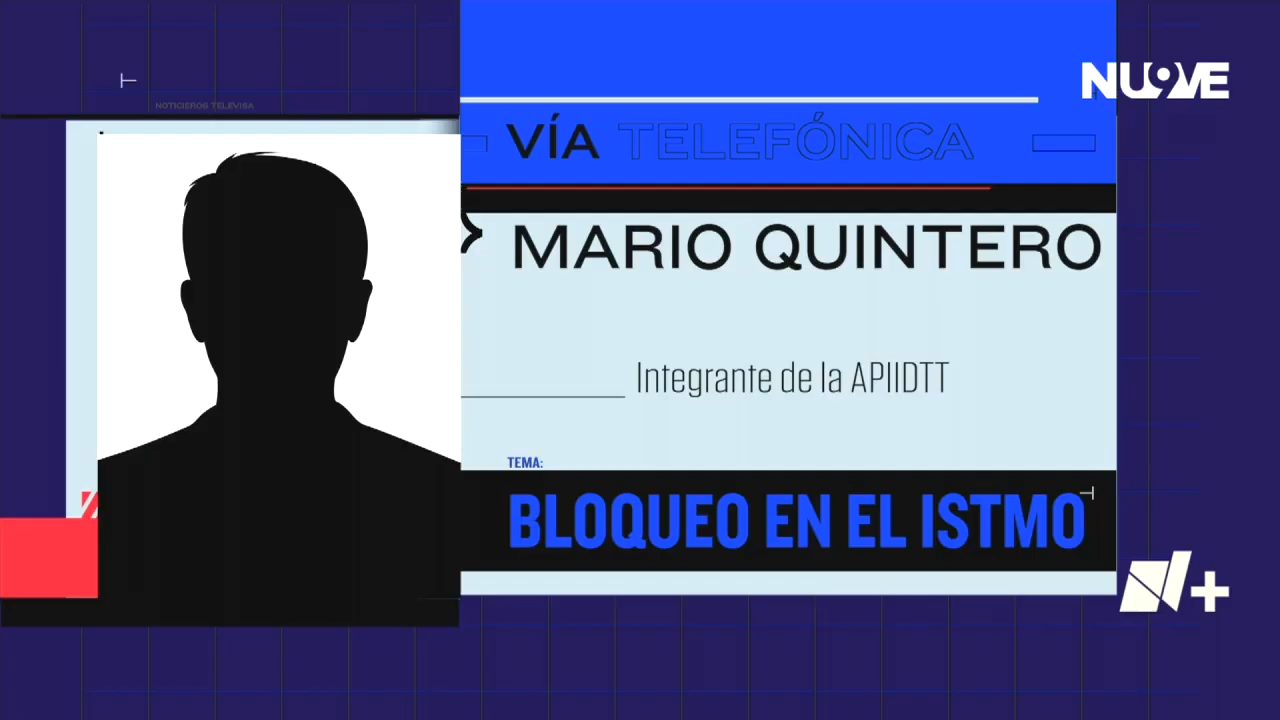 NU9VE
NOTICIEROS TELEVISA
VÍA TELEFÓNICA
MARIO QUINTERO
Integrante de la APIIDTT
TEMA:
BLOQUEO EN EL ISTMO
N+